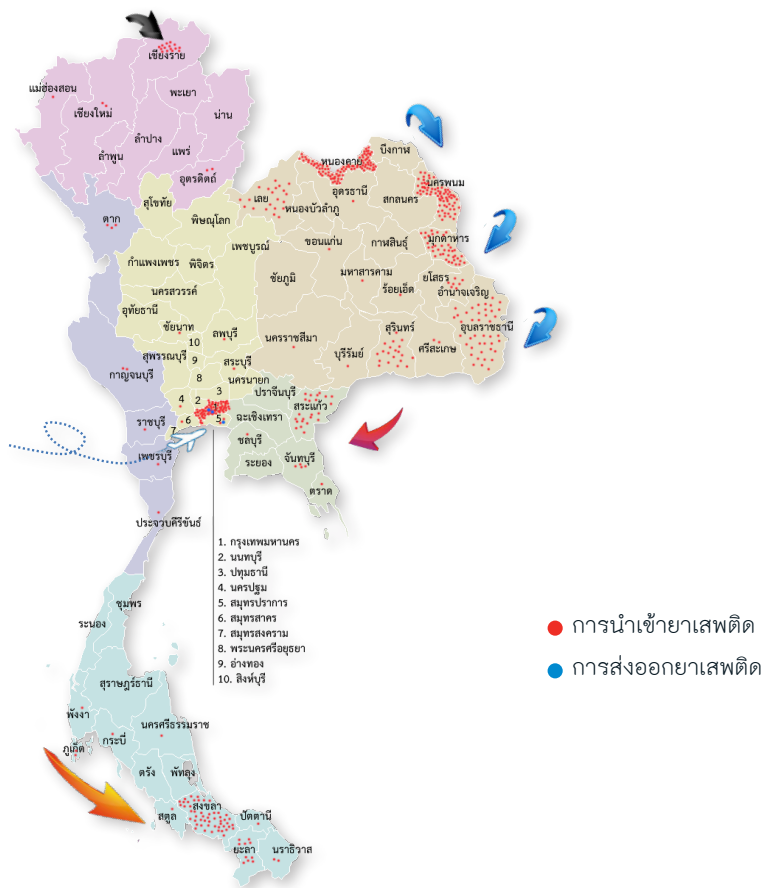 เชียงราย
แม่ฮ่องสอน
พะเยา
เชียงใหม่
น่าน
ลำปาง
ลำพูน
แพร่
อุตรดิตถ์
บึงกาฬ
หนองคาย
นครพนม
เลย
อุดรธานี
สกลนคร
หนองบัวลำภู
สุโขทัย
ตาก
พิษณุโลก
เพชรบูรณ์
ขอนแก่น
กาฬสินธุ์
มุกดาหาร
กำแพงเพชร
พิจิตร
ชัยภูมิ
มหาสารคาม
ยโสธร
ร้อยเอ็ด
อำนาจเจริญ
นครสวรรค์
อุทัยธานี
ชัยนาท
ลพบุรี
นครราชสีมา
สุรินทร์
อุบลราชธานี
ศรีสะเกษ
บุรีรัมย์
10
9
สุพรรณบุรี
สระบุรี
กาญจนบุรี
8
นครนายก
3
ปราจีนบุรี
4
2
สระแก้ว
6
5
ฉะเชิงเทรา
ราชบุรี
7
ชลบุรี
เพชรบุรี
ระยอง
จันทบุรี
ตราด
ประจวบคีรีขันธ์
1. กรุงเทพมหานคร
2. นนทบุรี
3. ปทุมธานี
4. นครปฐม
5. สมุทรปราการ
6. สมุทรสาคร
7. สมุทรสงคราม
8. พระนครศรีอยุธยา
9. อ่างทอง
10. สิงห์บุรี
ชุมพร
ระนอง
สุราษฎร์ธานี
พังงา
นครศรีธรรมราช
กระบี่
ภูเก็ต
ตรัง
พัทลุง
สตูล
สงขลา
ปัตตานี
ยะลา
นราธิวาส
การนำเข้ายาเสพติด
การส่งออกยาเสพติด